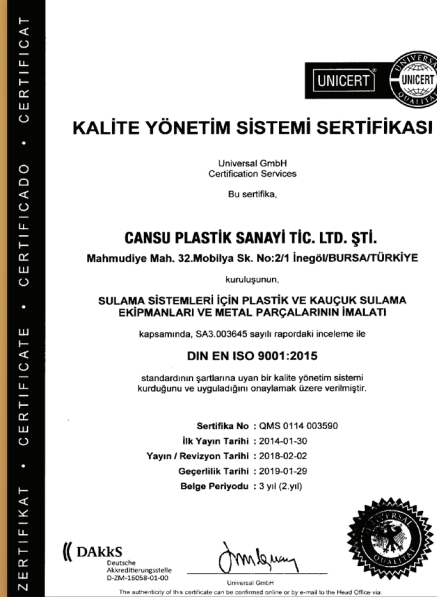 ZERTIFIKAT • CERTIFICATE • CERTIFICADO • CERTIFICAT
UNICERT
UNIVERSAL
UNICERT
QUALITAT
KALİTE YÖNETİM SİSTEMİ SERTİFİKASI
Universal GmbH
Certification Services
Bu sertifika,
CANSU PLASTİK SANAYİ TİC. LTD. ŞTİ.
Mahmudiye Mah. 32.Mobilya Sk. No:2/1 İnegöl/BURSA/TÜRKİYE
kuruluşunun,
SULAMA SİSTEMLERİ İÇİN PLASTİK VE KAUÇUK SULAMA
EKİPMANLARI VE METAL PARÇALARININ İMALATI
kapsamında, SA3.003645 sayılı rapordaki inceleme ile
DIN EN ISO 9001:2015
standardının şartlarına uyan bir kalite yönetim sistemi
kurduğunu ve uyguladığını onaylamak üzere verilmiştir.
Sertifika No : QMS 0114 003590
İlk Yayın Tarihi : 2014-01-30
Yayın / Revizyon Tarihi : 2018-02-02
Geçerlilik Tarihi : 2019-01-29
Belge Periyodu : 3 yıl (2.yıl)
DAkkS
Deutsche
Akkreditierungsstelle
D-ZM-16058-01-00
Universal GmbH
UNIVERSAL
The authenticity of this certificate can be confirmed online or by e-mail to the Head Office via: